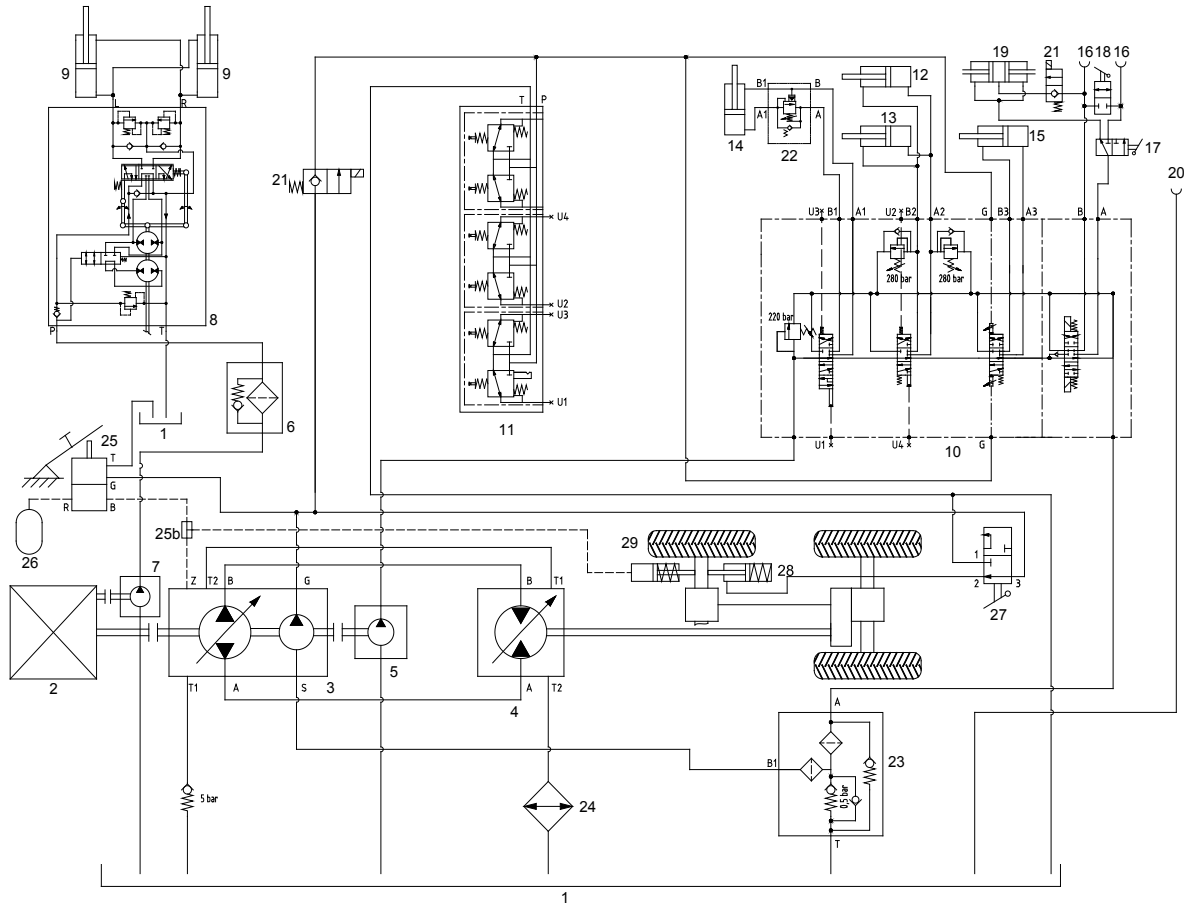 19 21 16 18 16
9 9
12
B1 B
L R
T P
A1 A
13
15
14
22
17
21
20
U4
U3 B1 A1 U2 B2 A2 G B3 A3 B A
280 bar 280 bar
U2
U3
220 bar
8
P T
6
U1
11
1
U1 U4 10 G
25
T
G
R B
25b
26
29
28
1
2 3
27
7
Z T2 B G
B T1
5
2
T1 A S 3
A T2
4
A
B1
23
5 bar
24
0,5 bar
T
1